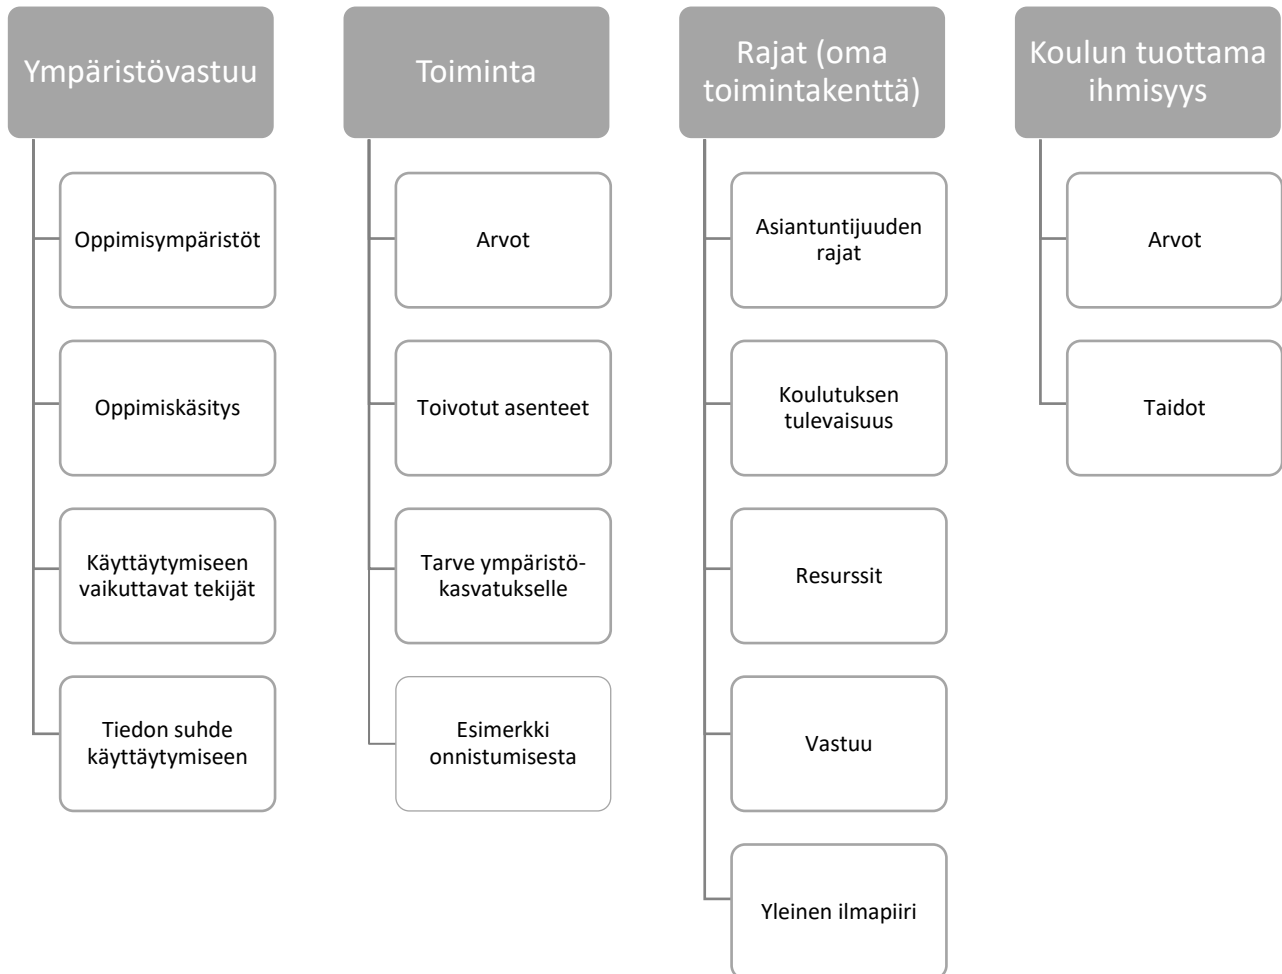 Ympäristövastuu
Oppimisympäristöt
Oppimiskäsitys
Käyttäytymiseen
vaikuttavat tekijät
Tiedon suhde
käyttäytymiseen
Toiminta
Arvot
Toivotut asenteet
Tarve ympäristö-
kasvatukselle
Esimerkki
onnistumisesta
Rajat (oma
toimintakenttä)
Asiantuntijuuden
rajat
Koulutuksen
tulevaisuus
Resurssit
Vastuu
Yleinen ilmapiiri
Koulun tuottama
ihmisyys
Arvot
Taidot